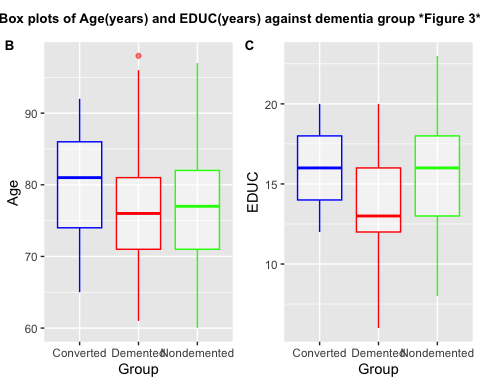 Box plots of Age(years) and EDUC(years) against dementia group *Figure 3*
B
C
90
80
70
60
Age
Converted Demented Nondemented
Group
20
15
10
EDUC
Converted Demented Nondemented
Group